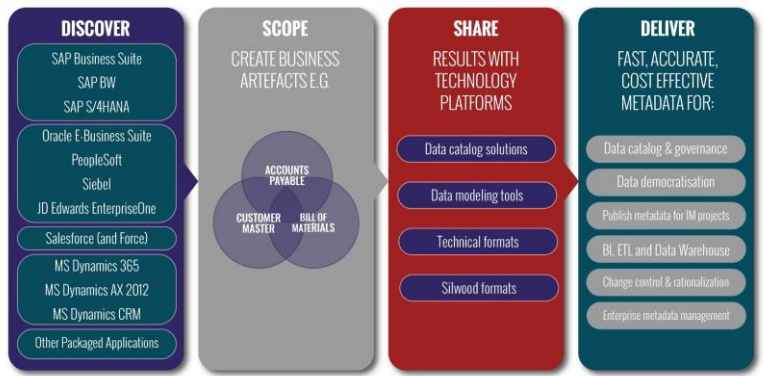 DISCOVER
SAP Business Suite
SAP BW
SAP S/4HANA
Oracle E-Business Suite
PeopleSoft
Siebel
JD Edwards EnterpriseOne
Salesforce (and Force)
MS Dynamics 365
MS Dynamics AX 2012
MS Dynamics CRM
Other Packaged Applications
SCOPE
CREATE BUSINESS
ARTEFACTS E.G.
ACCOUNTS
PAYABLE
CUSTOMER
MASTER
BILL OF
MATERIALS
SHARE
RESULTS WITH
TECHNOLOGY
PLATFORMS
Data catalog solutions
Data modeling tools
Technical formats
Silwood formats
DELIVER
FAST, ACCURATE,
COST EFFECTIVE
METADATA FOR:
Data catalog & governance
Data democratisation
Publish metadata for IM projects
BI, ETL and Data Warehouse
Change control & rationalization
Enterprise metadata management